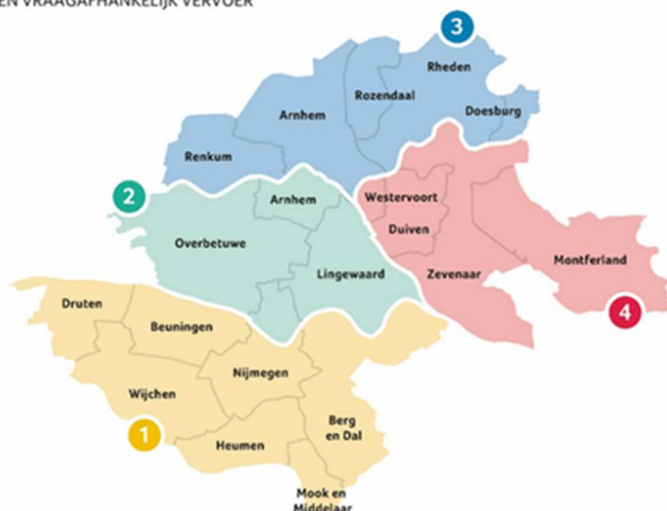 EN VRAAGAFHANKELIJK VERVOER
3
Rheden
Rozendaal
Arnhem
Doesburg
Renkum
2
Arnhem
Westervoort
Duiven
Overbetuwe
Lingewaard
Zevenaar
Montferland
4
Druten
Beuningen
Nijmegen
Wijchen
1
Heumen
Berg
en Dal
Mook en
Middelaar